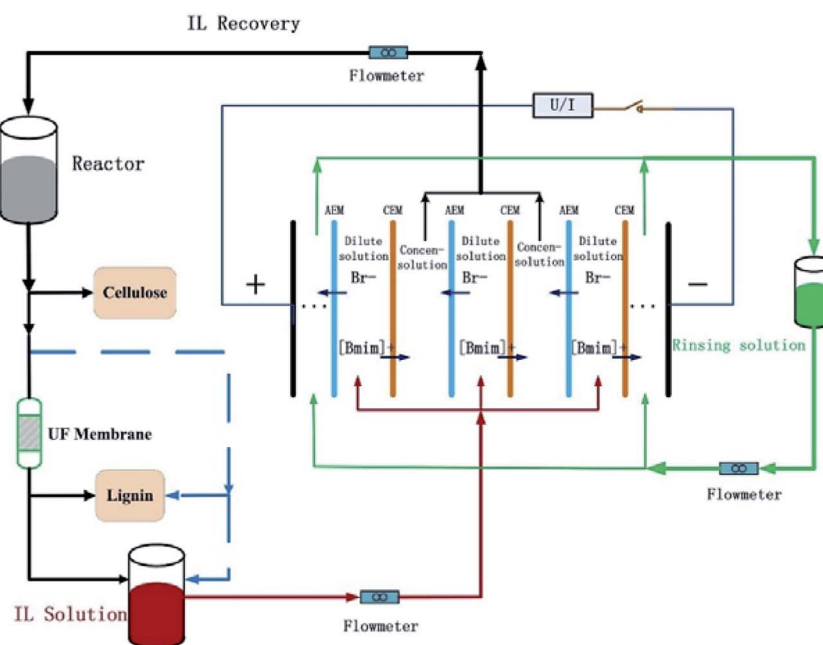 IL Recovery
Flowmeter
U/I
Reactor
AEM
CEM
AEM
CEM
AEM
CEM
Dilute
solution
Concen-
solution
Dilute
solution
Concen-
solution
Dilute
solution
Br-
Br-
Br-
+
...
...
−
Cellulose
[Bmim]+
[Bmim]+
[Bmim]+
Rinsing solution
UF Membrane
Lignin
Flowmeter
IL Solution
Flowmeter